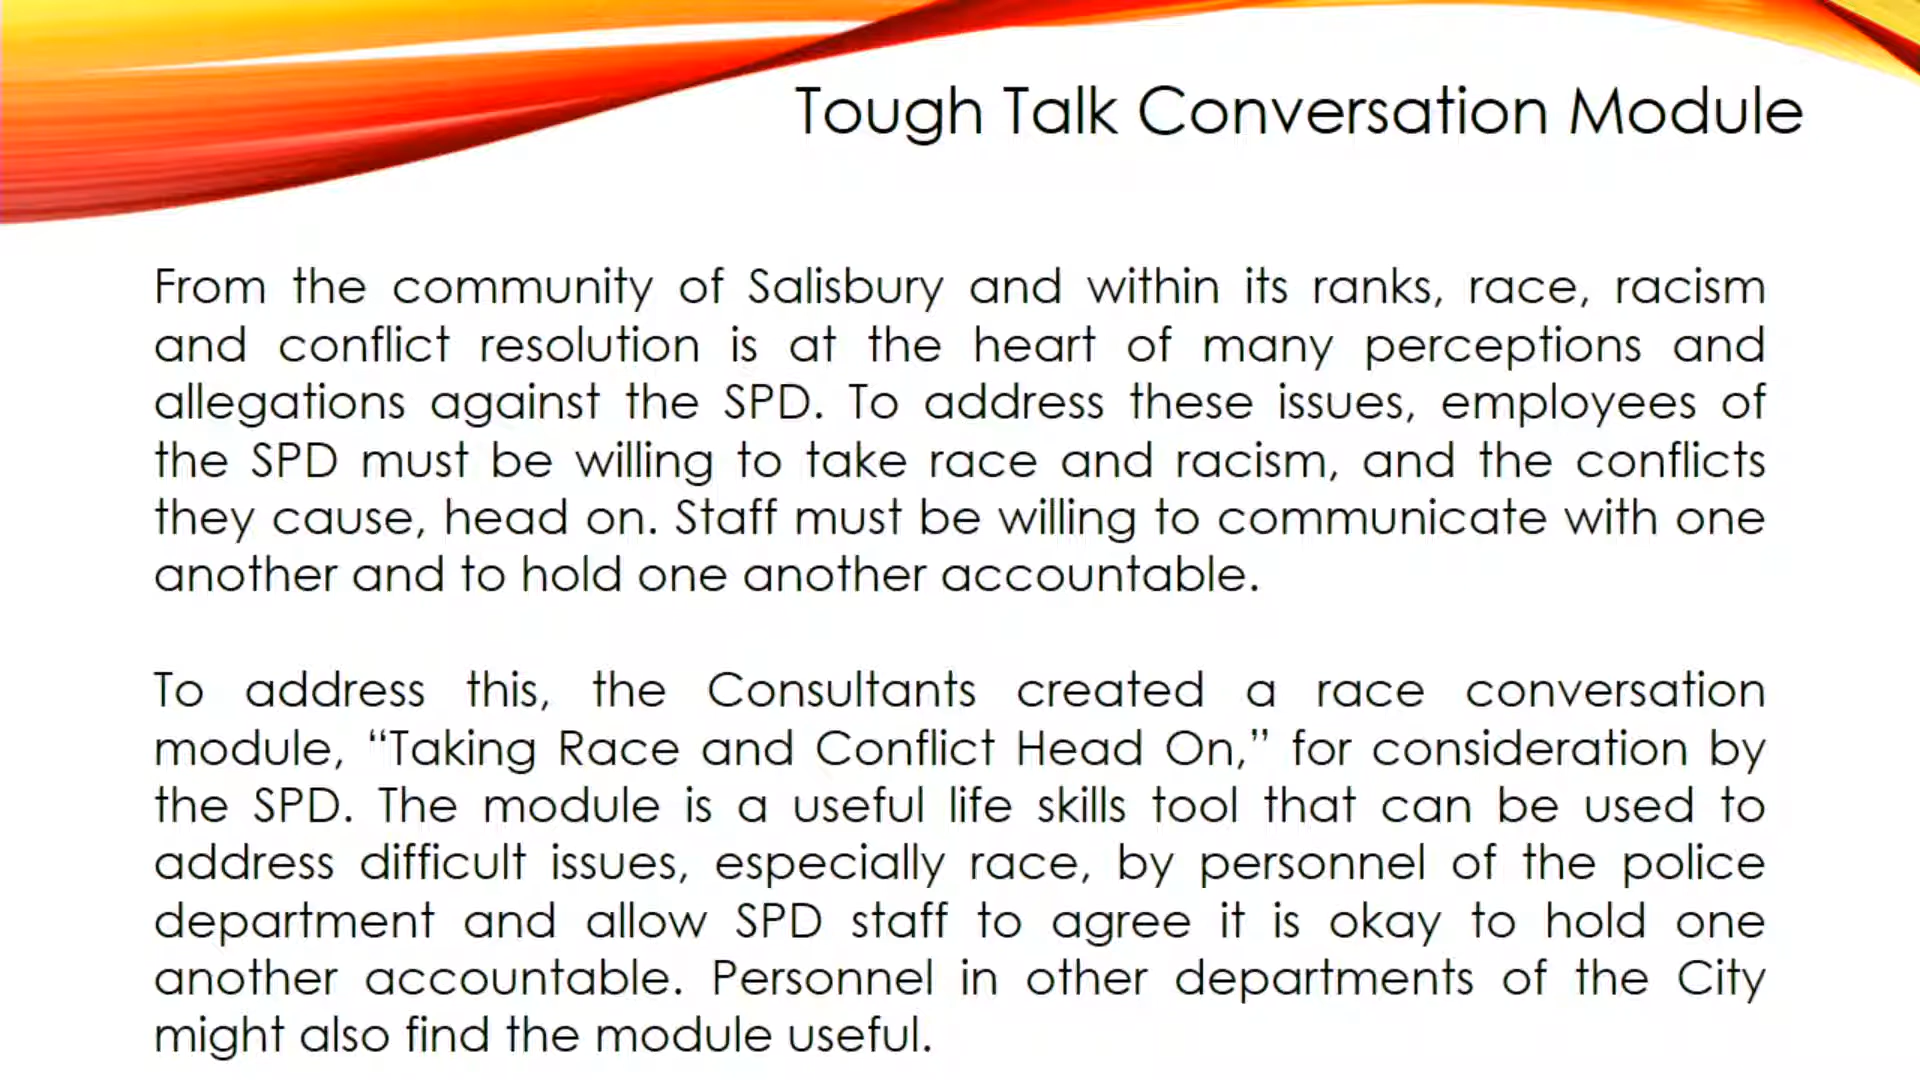 Tough Talk Conversation Module
From the community of Salisbury and within its ranks, race, racism
and conflict resolution is at the heart of many perceptions and
allegations against the SPD. To address these issues, employees of
the SPD must be willing to take race and racism, and the conflicts
they cause, head on. Staff must be willing to communicate with one
another and to hold one another accountable.
To address this, the Consultants created a race conversation
module, “Taking Race and Conflict Head On,” for consideration by
the SPD. The module is a useful life skills tool that can be used to
address difficult issues, especially race, by personnel of the police
department and allow SPD staff to agree it is okay to hold one
another accountable. Personnel in other departments of the City
might also find the module useful.